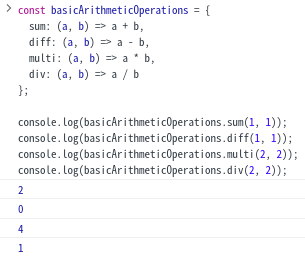 const basicArithmeticOperations = {
  sum: (a, b) => a + b,
  diff: (a, b) => a - b,
  multi: (a, b) => a * b,
  div: (a, b) => a / b
};

console.log(basicArithmeticOperations.sum(1, 1));
console.log(basicArithmeticOperations.diff(1, 1));
console.log(basicArithmeticOperations.multi(2, 2));
console.log(basicArithmeticOperations.div(2, 2));
2
0
4
1